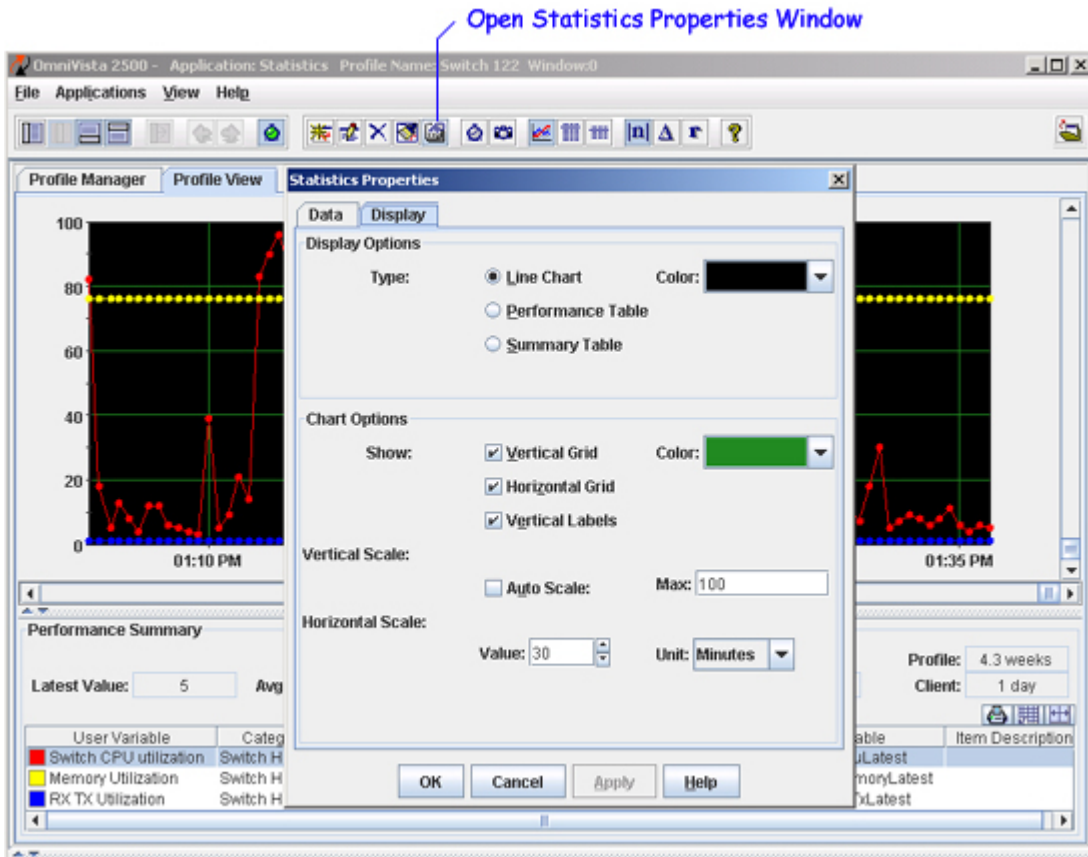 Open Statistics Properties Window
OmniVista 2500 - Application: Statistics Profile Name: Switch 122 Window:0
File Applications View Help
Profile Manager Profile View
Statistics Properties
Data Display
Display Options
Type: Line Chart Color:
Performance Table
Summary Table
Chart Options
Show: Vertical Grid Color:
Horizontal Grid
Vertical Labels
Vertical Scale:
Auto Scale: Max: 100
Horizontal Scale:
Value: 30 Unit: Minutes
OK Cancel Apply Help
100
80
60
40
20
0
01:10 PM 01:35 PM
Performance Summary
Profile: 4.3 weeks
Latest Value: 5 Avg Client: 1 day
User Variable Categ able Item Description
Switch CPU utilization Switch H uLatest
Memory Utilization Switch H moryLatest
RX TX Utilization Switch H TxLatest